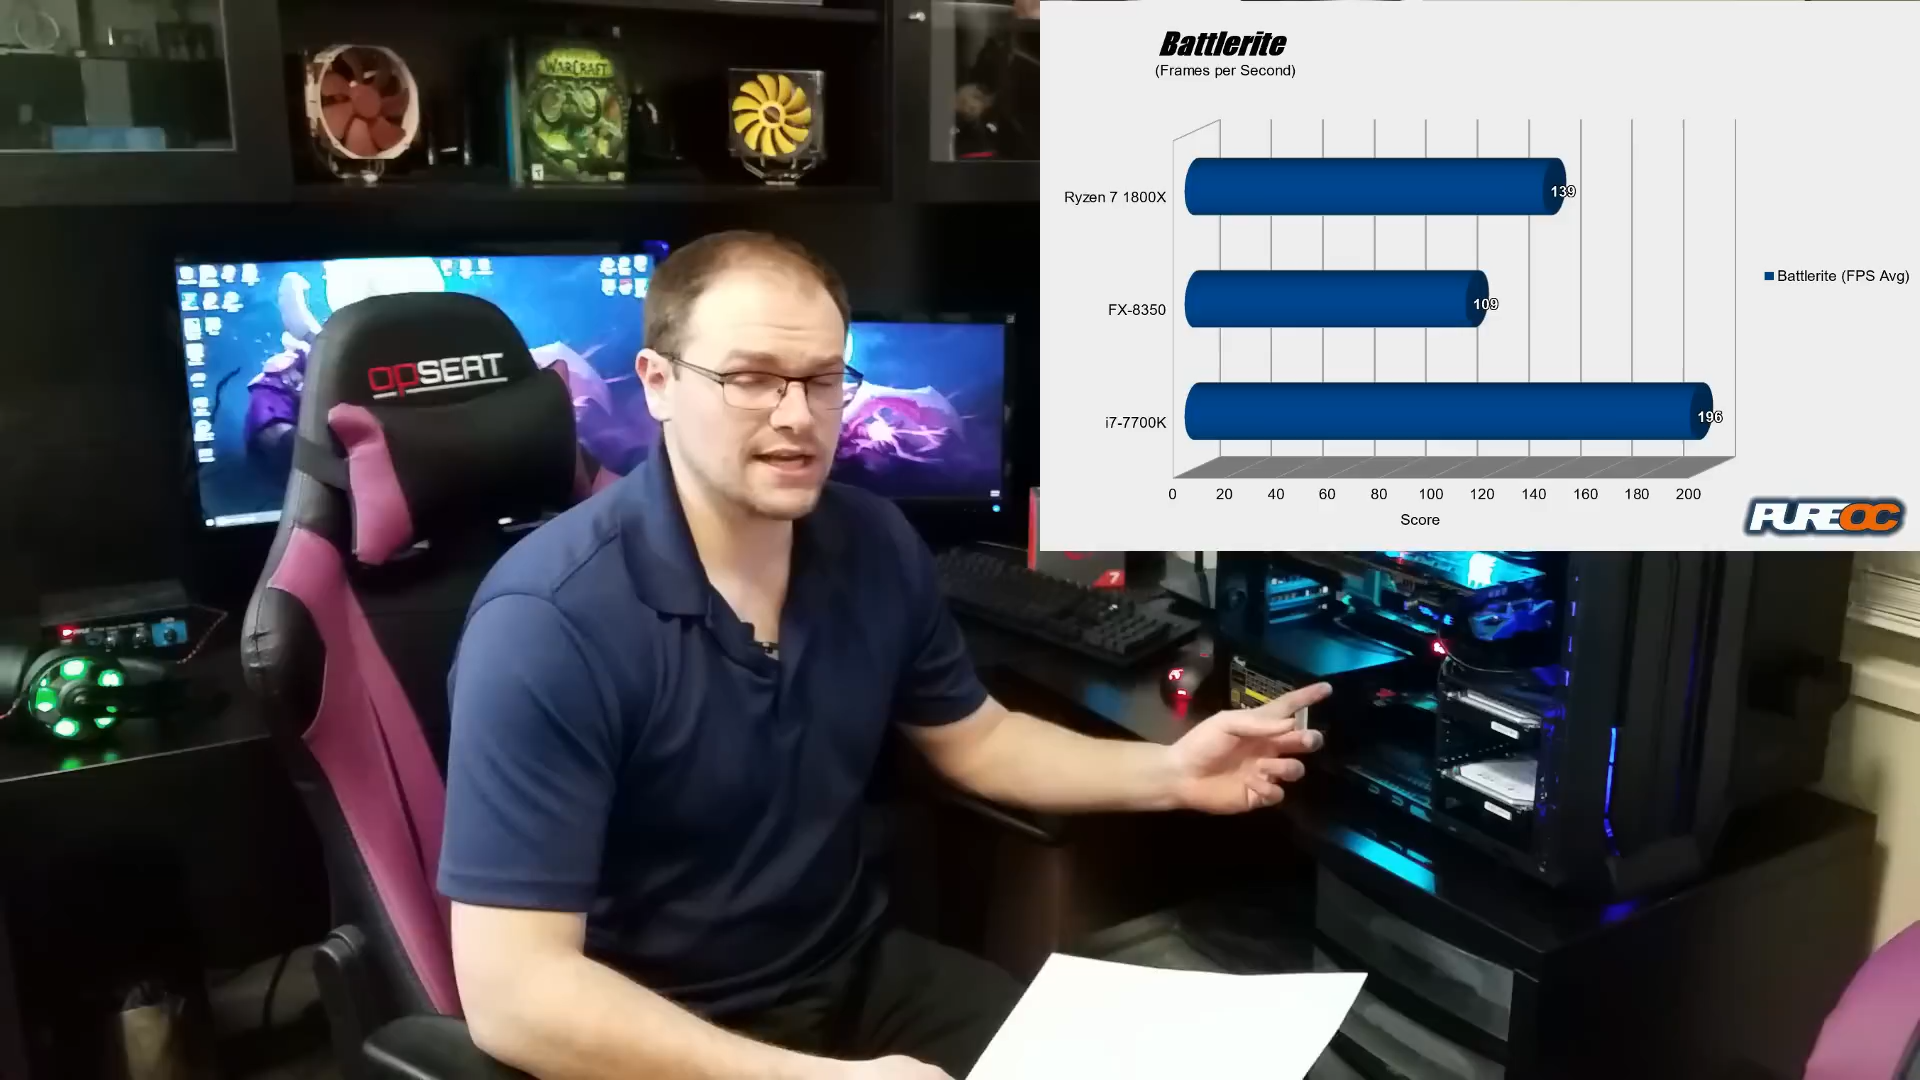 Battlerite
(Frames per Second)
Ryzen 7 1800X
139
FX-8350
109
i7-7700K
196
Battlerite (FPS Avg)
0 20 40 60 80 100 120 140 160 180 200
Score
PUREOC
WARCRAFT
T
opSEAT
7